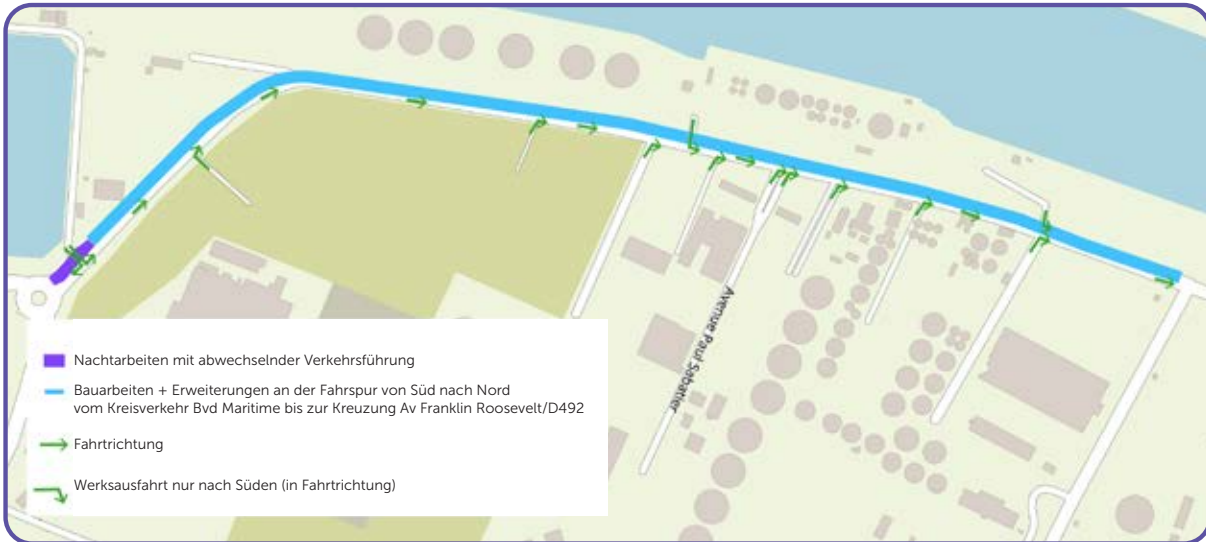 Avenue Paul Sabatier
Nachtarbeiten mit abwechselnder Verkehrsführung
Bauarbeiten + Erweiterungen an der Fahrspur von Süd nach Nord
vom Kreisverkehr Bvd Maritime bis zur Kreuzung Av Franklin Roosevelt/D492
Fahrtrichtung
Werksausfahrt nur nach Süden (in Fahrtrichtung)